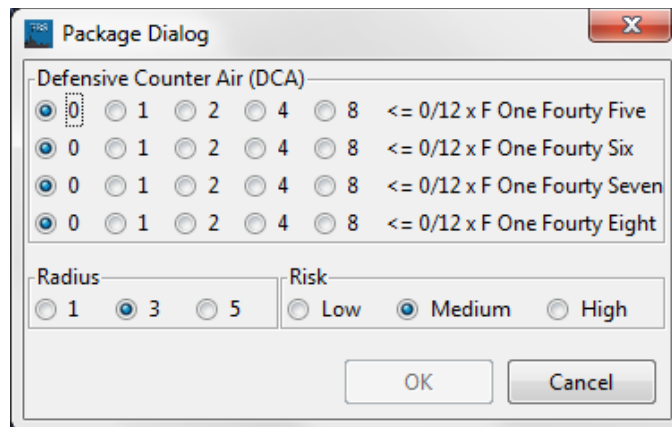 Package Dialog
Defensive Counter Air (DCA)
0 1 2 4 8 <= 0/12 x F One Fourty Five
0 1 2 4 8 <= 0/12 x F One Fourty Six
0 1 2 4 8 <= 0/12 x F One Fourty Seven
0 1 2 4 8 <= 0/12 x F One Fourty Eight
Radius Risk
1 3 5 Low Medium High
OK Cancel